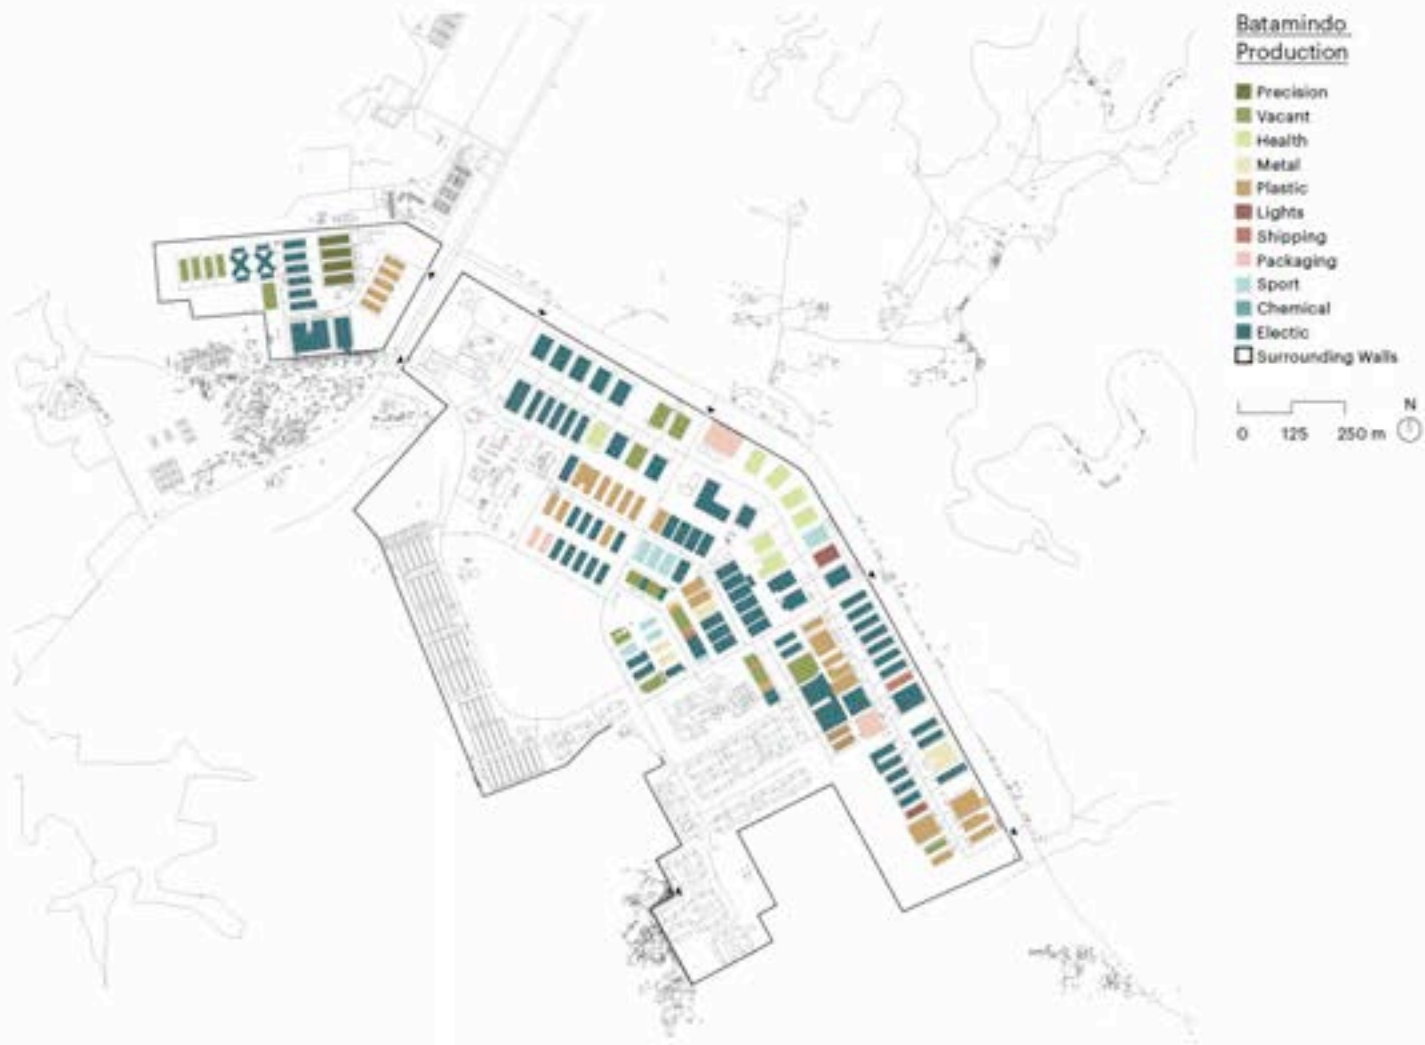 Batamindo
Production
Precision
Vacant
Health
Metal
Plastic
Lights
Shipping
Packaging
Sport
Chemical
Electic
Surrounding Walls
N
0 125 250 m